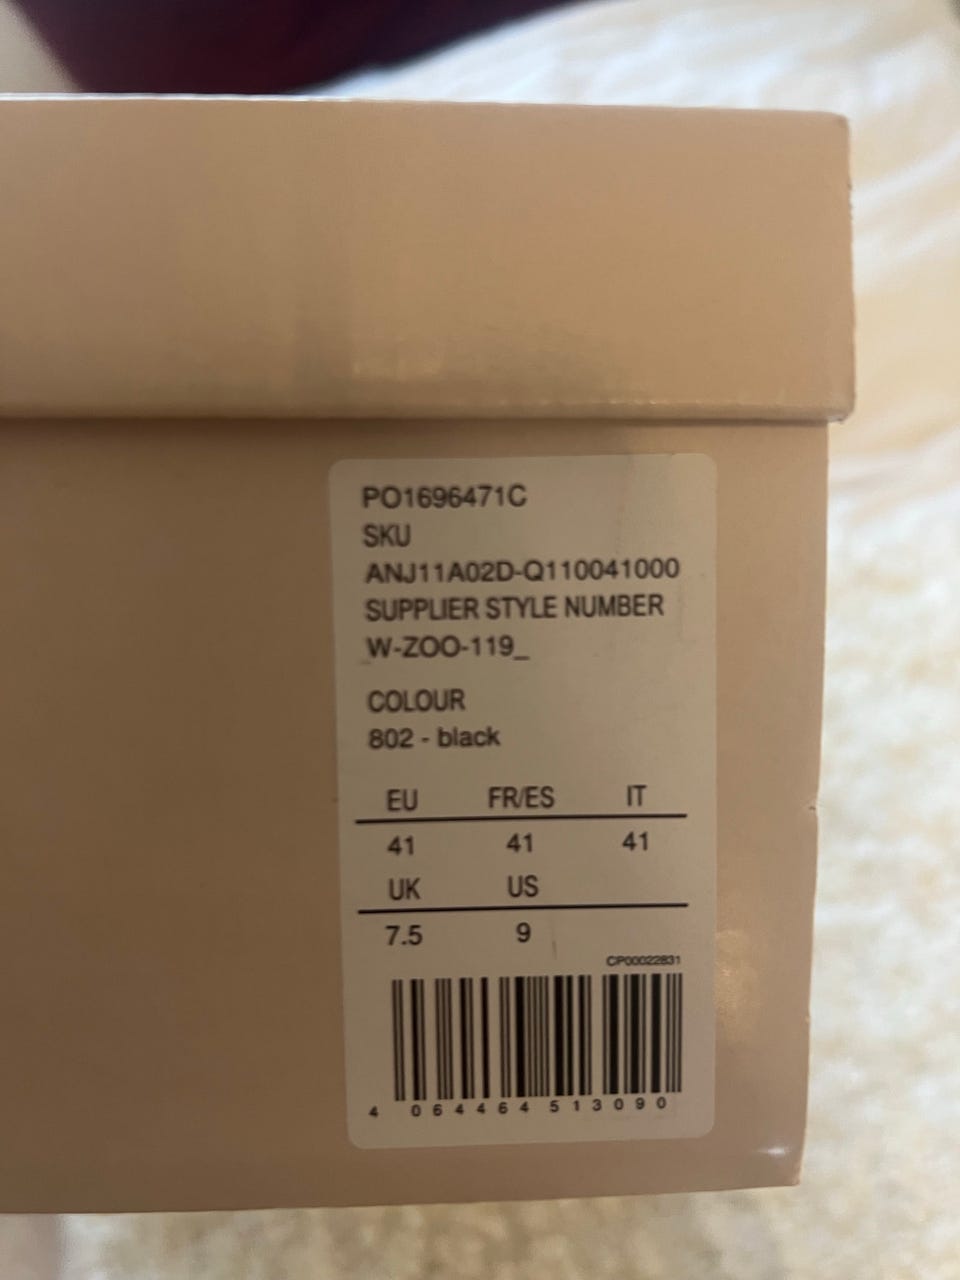 PO1696471C
SKU
ANJ11A02D-Q110041000
SUPPLIER STYLE NUMBER
W-ZOO-119_
COLOUR
802 - black
EU FR/ES IT
41 41 41
UK US
7.5 9
CP00022831
4 064464 513090